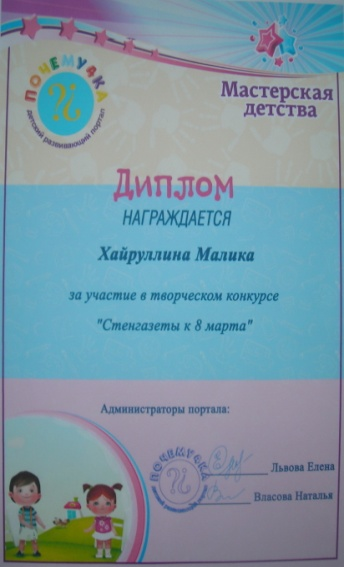 ПОЧЕМУЧКА
детский развивающий портал
Мастерская
детства
Диплом
НАГРАЖДАЕТСЯ
Хайруллина Малика
за участие в творческом конкурсе
"Стенгазеты к 8 марта"
Администраторы портала:
ПОЧЕМУЧКА
Львова Елена
Власова Наталья